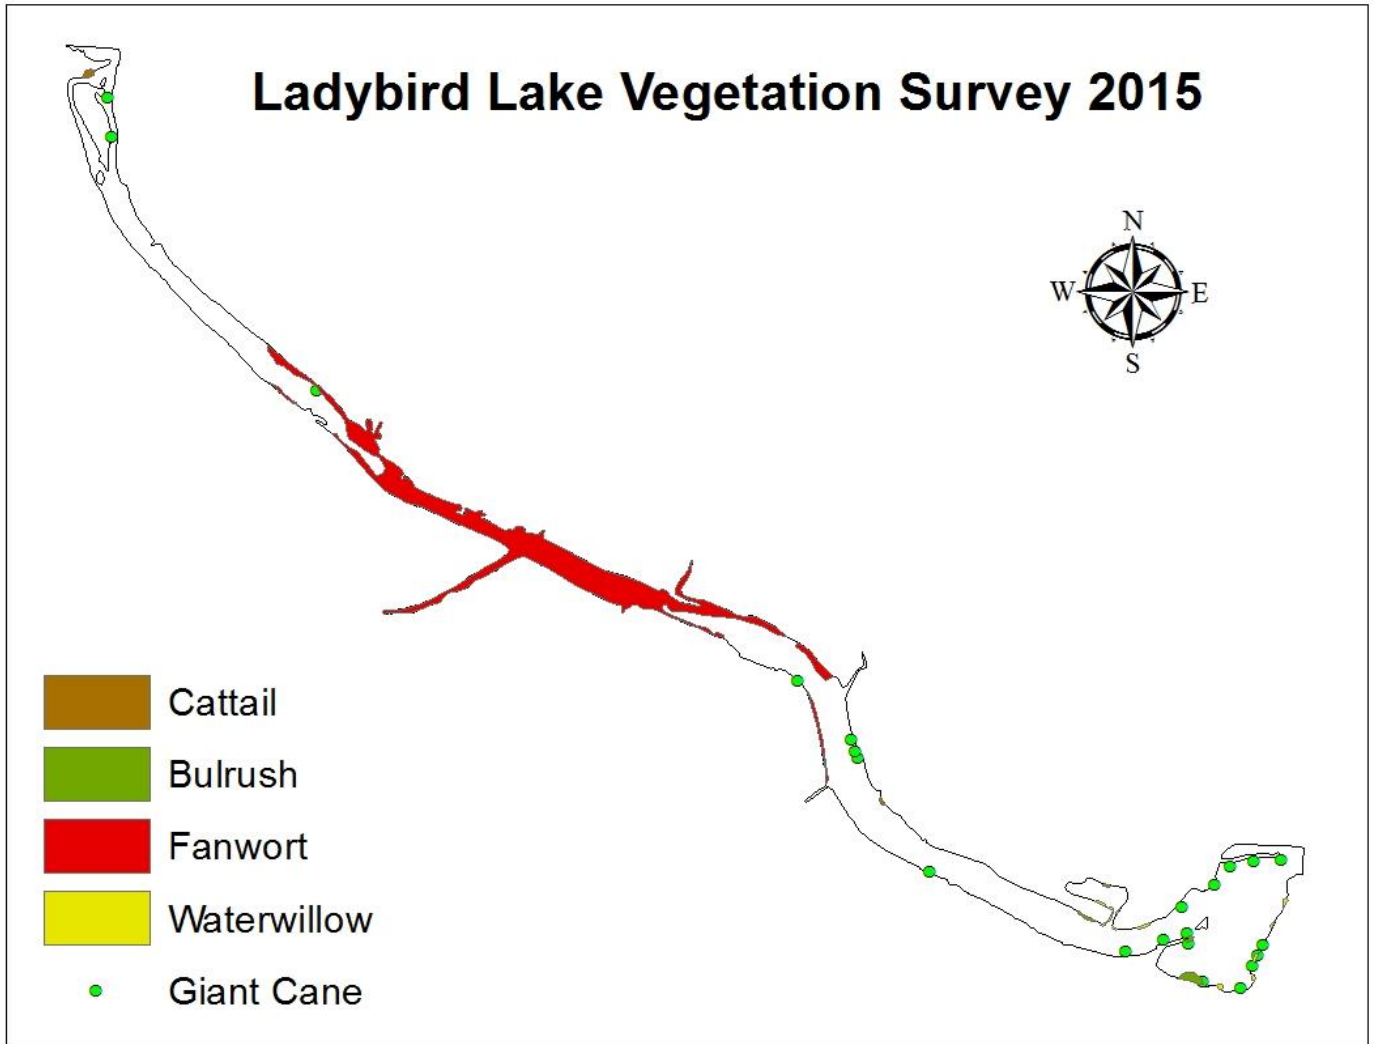 Ladybird Lake Vegetation Survey 2015
N
W
E
S
Cattail
Bulrush
Fanwort
Waterwillow
Giant Cane